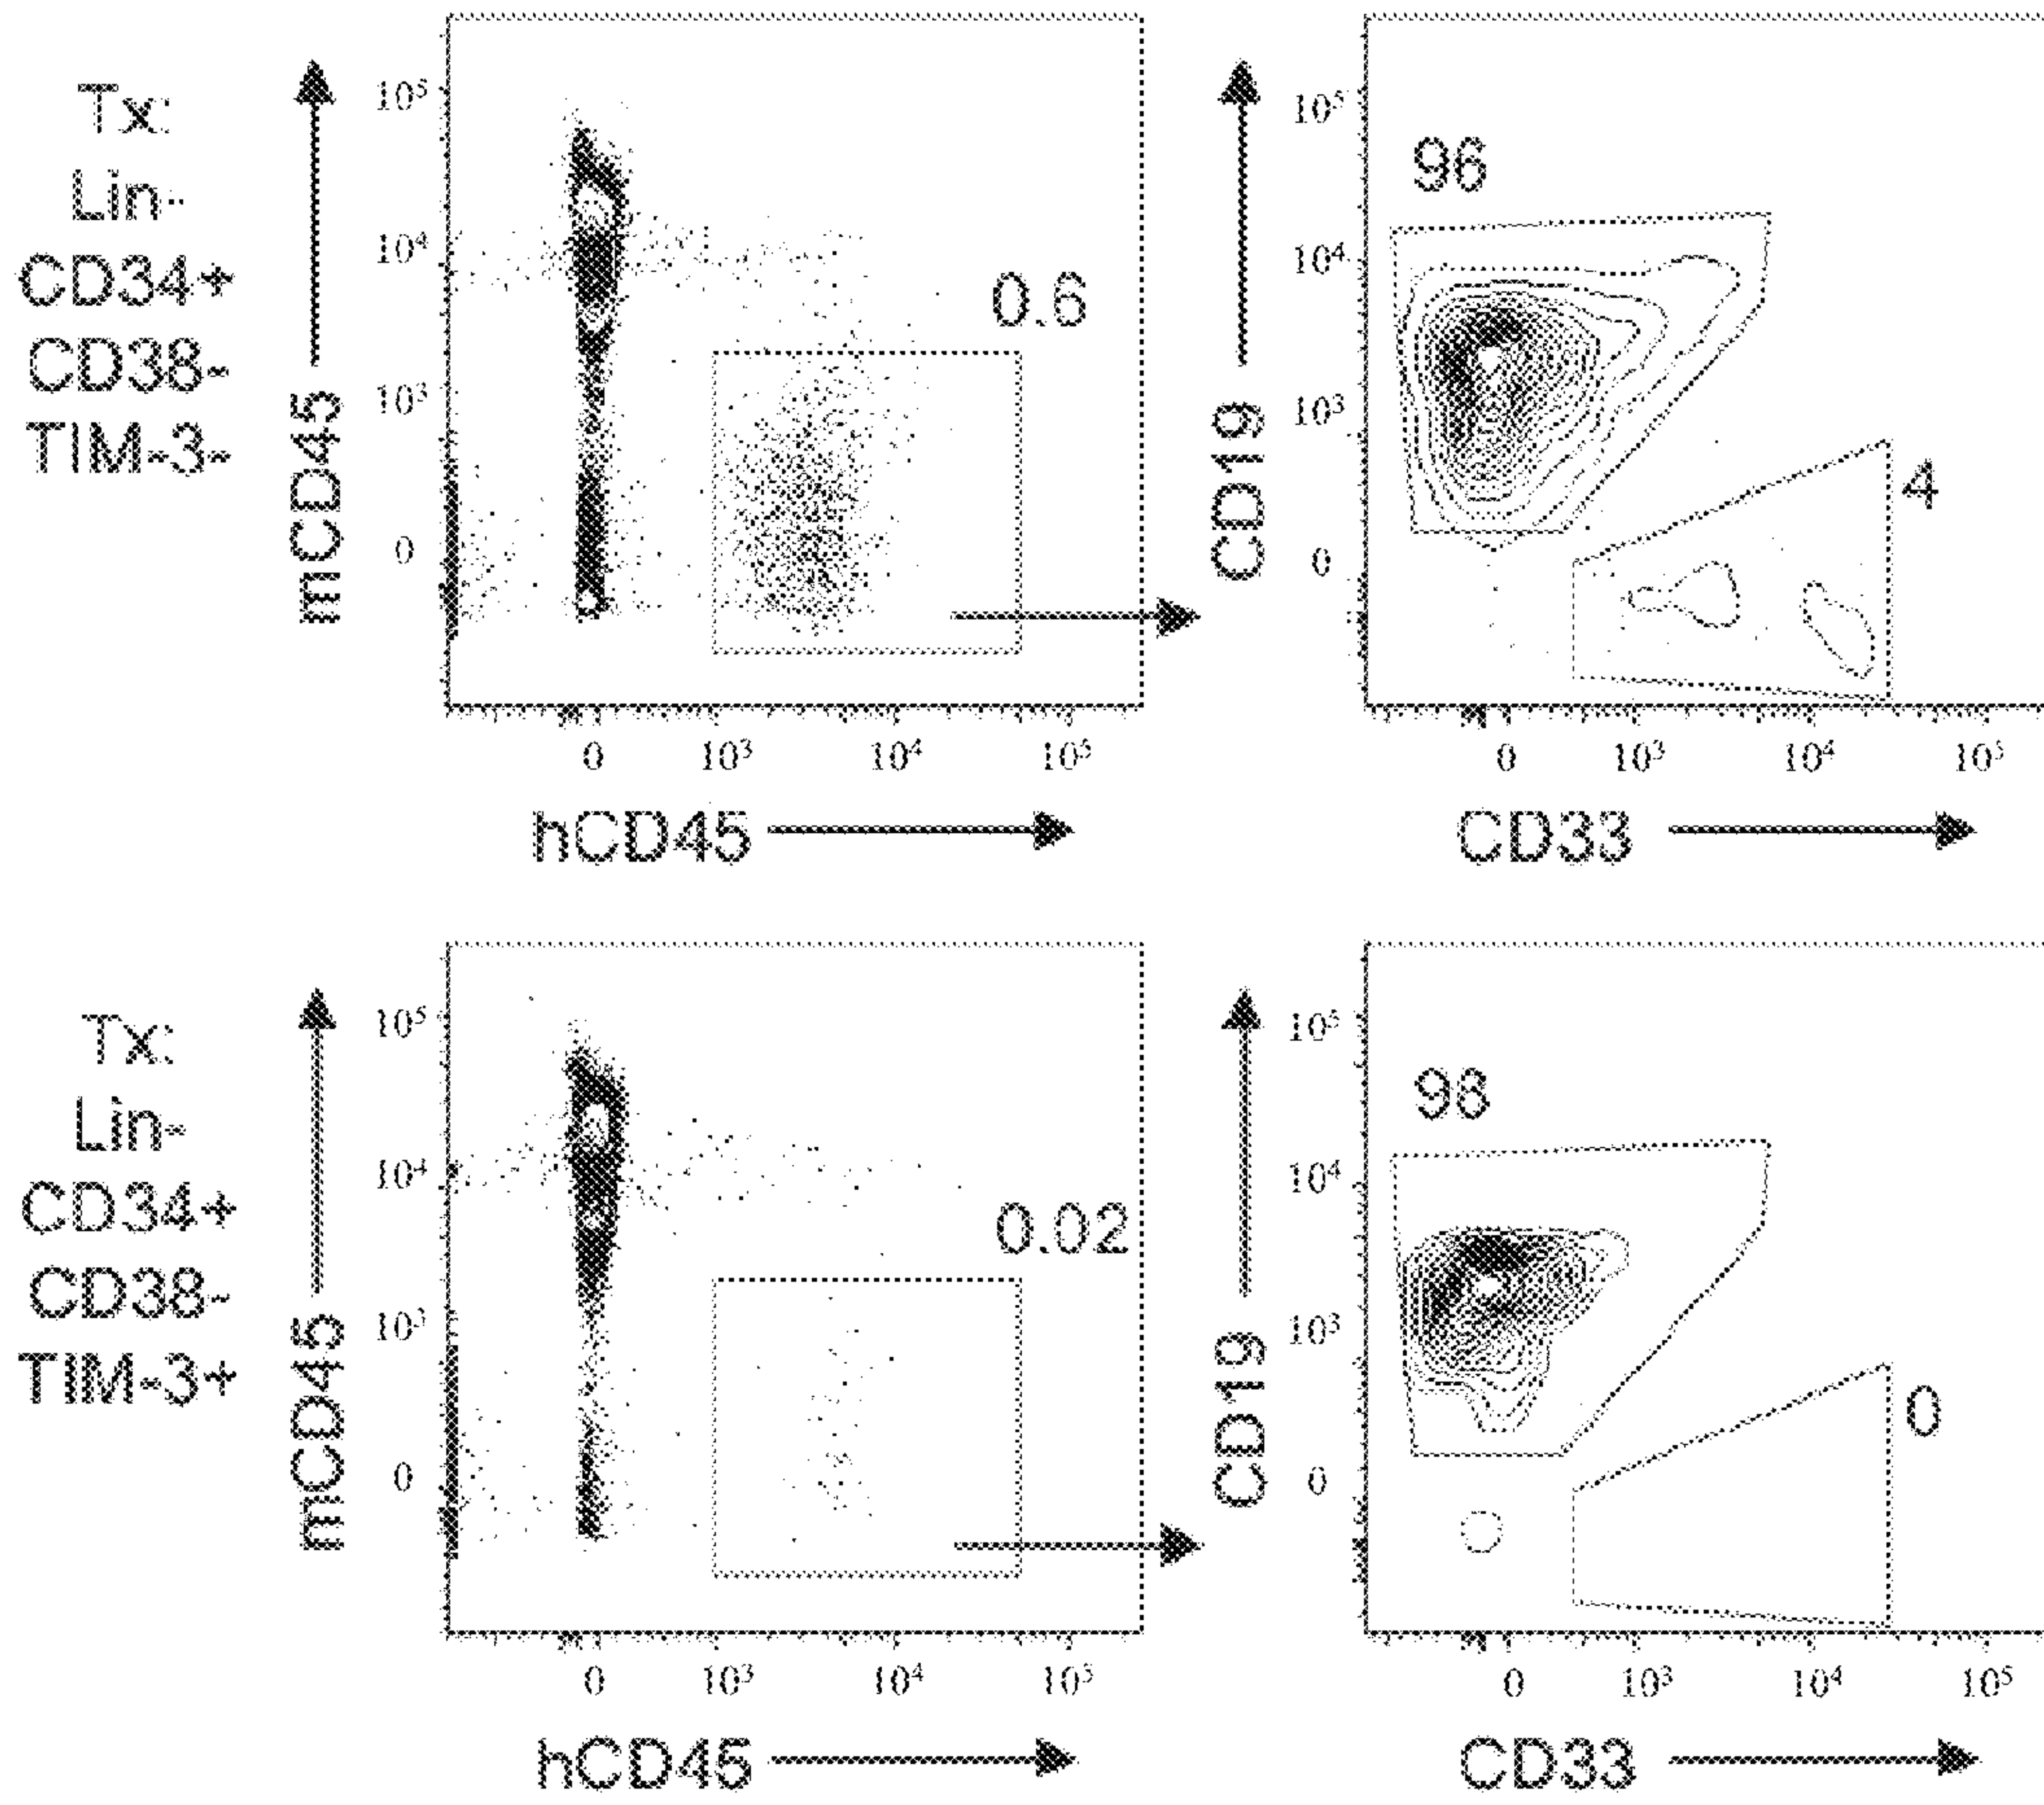 Tx:
Lin-
CD34+
CD38-
TIM-3-
mCD45
10⁵
10⁴
10³
0
0.6
0
10³
10⁴
10⁵
hCD45
CD19
10⁵
10⁴
10³
0
96
4
0
10³
10⁴
10⁵
CD33
Tx:
Lin-
CD34+
CD38-
TIM-3+
mCD45
10⁵
10⁴
10³
0
0.02
0
10³
10⁴
10⁵
hCD45
CD19
10⁵
10⁴
10³
0
98
0
0
10³
10⁴
10⁵
CD33